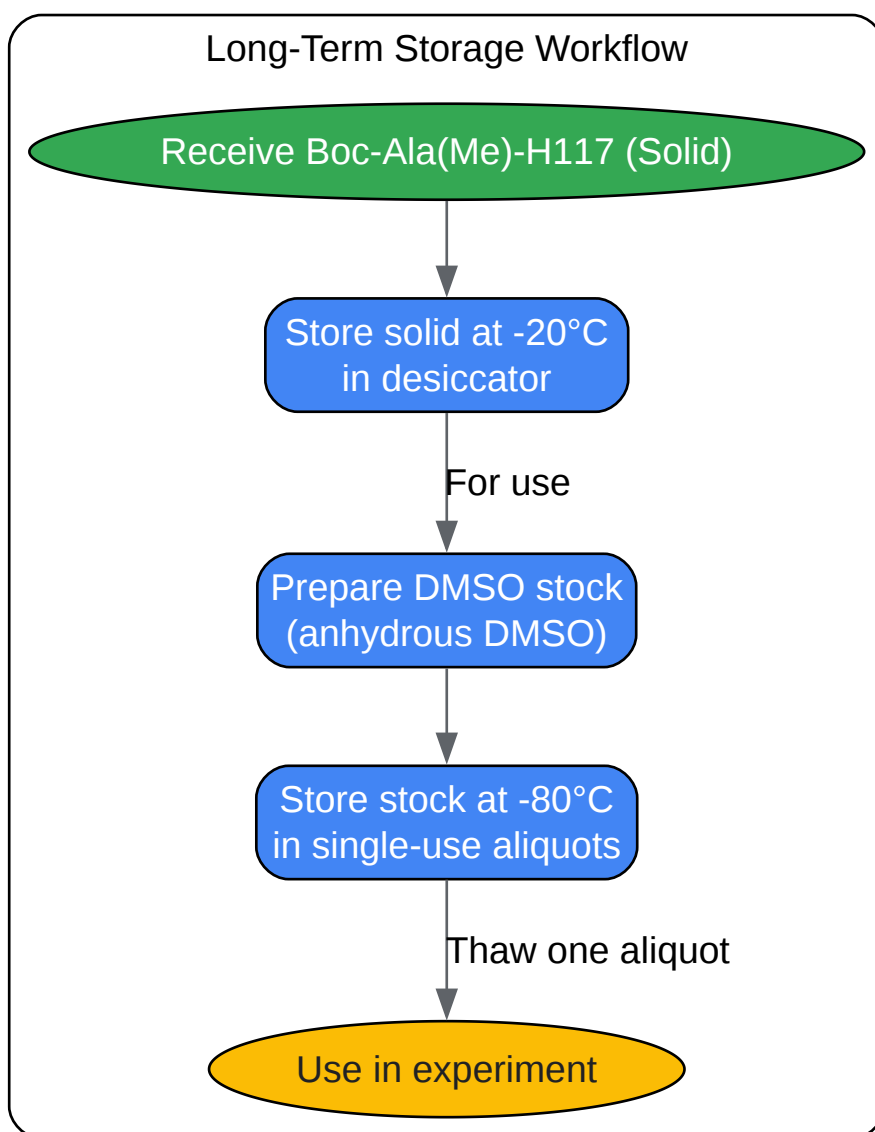 Long-Term Storage Workflow
Receive Boc-Ala(Me)-H117 (Solid)
Store solid at -20°C
in desiccator
For use
Prepare DMSO stock
(anhydrous DMSO)
Store stock at -80°C
in single-use aliquots
Thaw one aliquot
Use in experiment